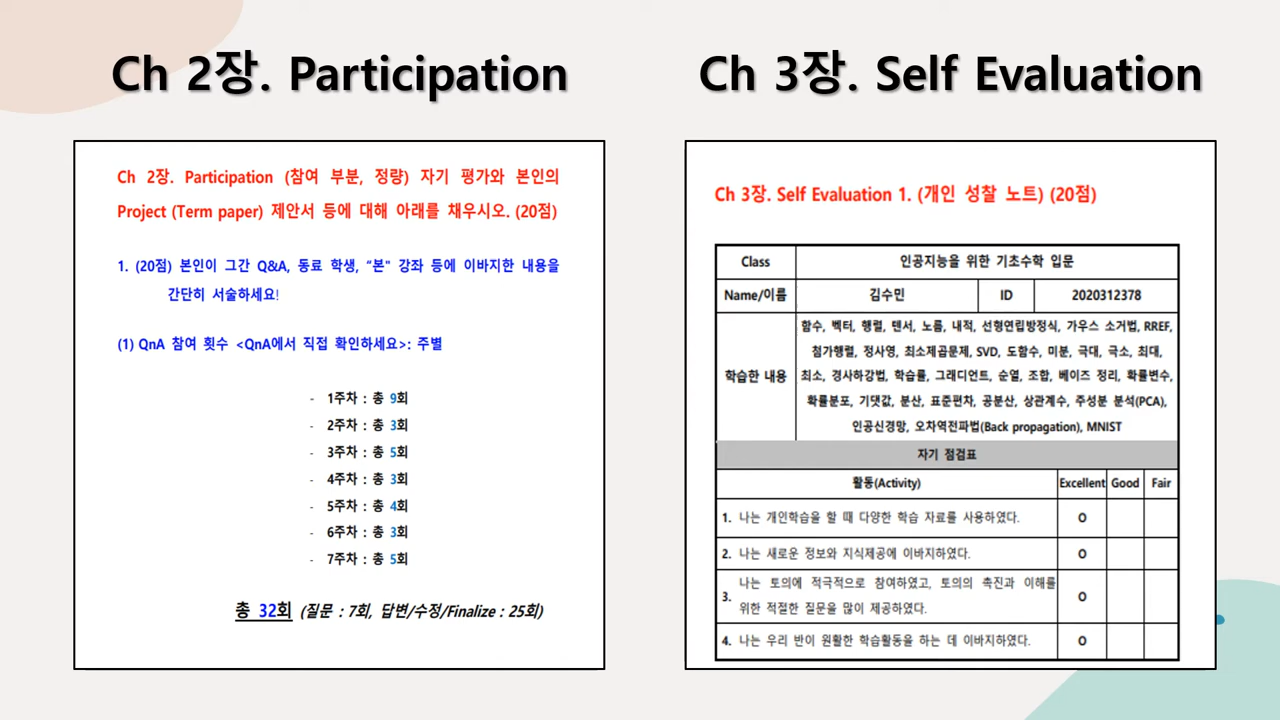 Ch 2장. Participation
Ch 2장. Participation (참여 부분, 정량) 자기 평가와 본인의
Project (Term paper) 제안서 등에 대해 아래를 채우시오. (20점)
1. (20점) 본인이 그간 Q&A, 동료 학생, “본" 강좌 등에 이바지한 내용을
간단히 서술하세요!
(1) QnA 참여 횟수 <QnA에서 직접 확인하세요>: 주별
- 1주차 : 총 9회
- 2주차 : 총 3회
- 3주차 : 총 5회
- 4주차 : 총 3회
- 5주차 : 총 4회
- 6주차 : 총 3회
- 7주차 : 총 5회
총 32회 (질문 : 7회, 답변/수정/Finalize : 25회)
Ch 3장. Self Evaluation
Ch 3장. Self Evaluation 1. (개인 성찰 노트) (20점)
Class 인공지능을 위한 기초수학 입문
Name/이름 김수민 ID 2020312378
학습한 내용
함수, 벡터, 행렬, 텐서, 노름, 내적, 선형연립방정식, 가우스 소거법, RREF,
첨가행렬, 정사영, 최소제곱문제, SVD, 도함수, 미분, 극대, 극소, 최대,
최소, 경사하강법, 학습률, 그래디언트, 순열, 조합, 베이즈 정리, 확률변수,
확률분포, 기댓값, 분산, 표준편차, 공분산, 상관계수, 주성분 분석(PCA),
인공신경망, 오차역전파법(Back propagation), MNIST
자기 점검표
활동(Activity) Excellent Good Fair
1. 나는 개인학습을 할 때 다양한 학습 자료를 사용하였다. O
2. 나는 새로운 정보와 지식제공에 이바지하였다. O
3. 나는 토의에 적극적으로 참여하였고, 토의의 촉진과 이해를
위한 적절한 질문을 많이 제공하였다. O
4. 나는 우리 반이 원활한 학습활동을 하는 데 이바지하였다. O